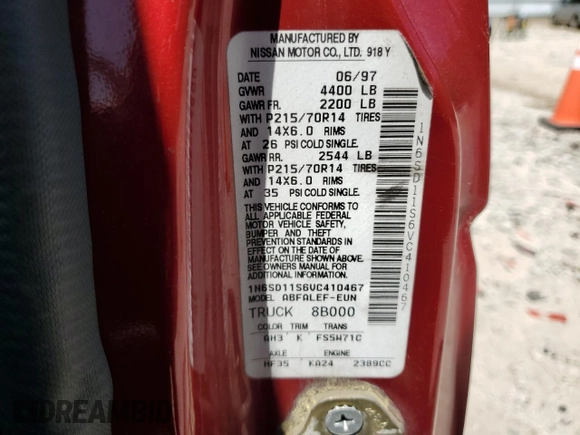 MANUFACTURED BY
NISSAN MOTOR CO., LTD. 918Y
DATE 06/97
GVWR 4400 LB
GAWR FR. 2200 LB
WITH P215/70R14 TIRES
AND 14X6.0 RIMS
AT 26 PSI COLD SINGLE.
GAWR RR. 2544 LB
WITH P215/70R14 TIRES
AND 14X6.0 RIMS
AT 35 PSI COLD SINGLE.
THIS VEHICLE CONFORMS TO
ALL APPLICABLE FEDERAL
MOTOR VEHICLE SAFETY,
BUMPER AND THEFT
PREVENTION STANDARDS IN
EFFECT ON THE DATE OF
MANUFACTURE SHOWN ABOVE.
SEE OWNERS MANUAL FOR
ADDITIONAL INFORMATION.
1N6SD11S6VC410467
MODEL ABFALEF-EUN
TRUCK 8B000
COLOR TRIM TRANS
AH3 K FS5W71C
AXLE ENGINE
HF35 KA24 2389CC
1N6SD11S6VC410467
DREAMBID